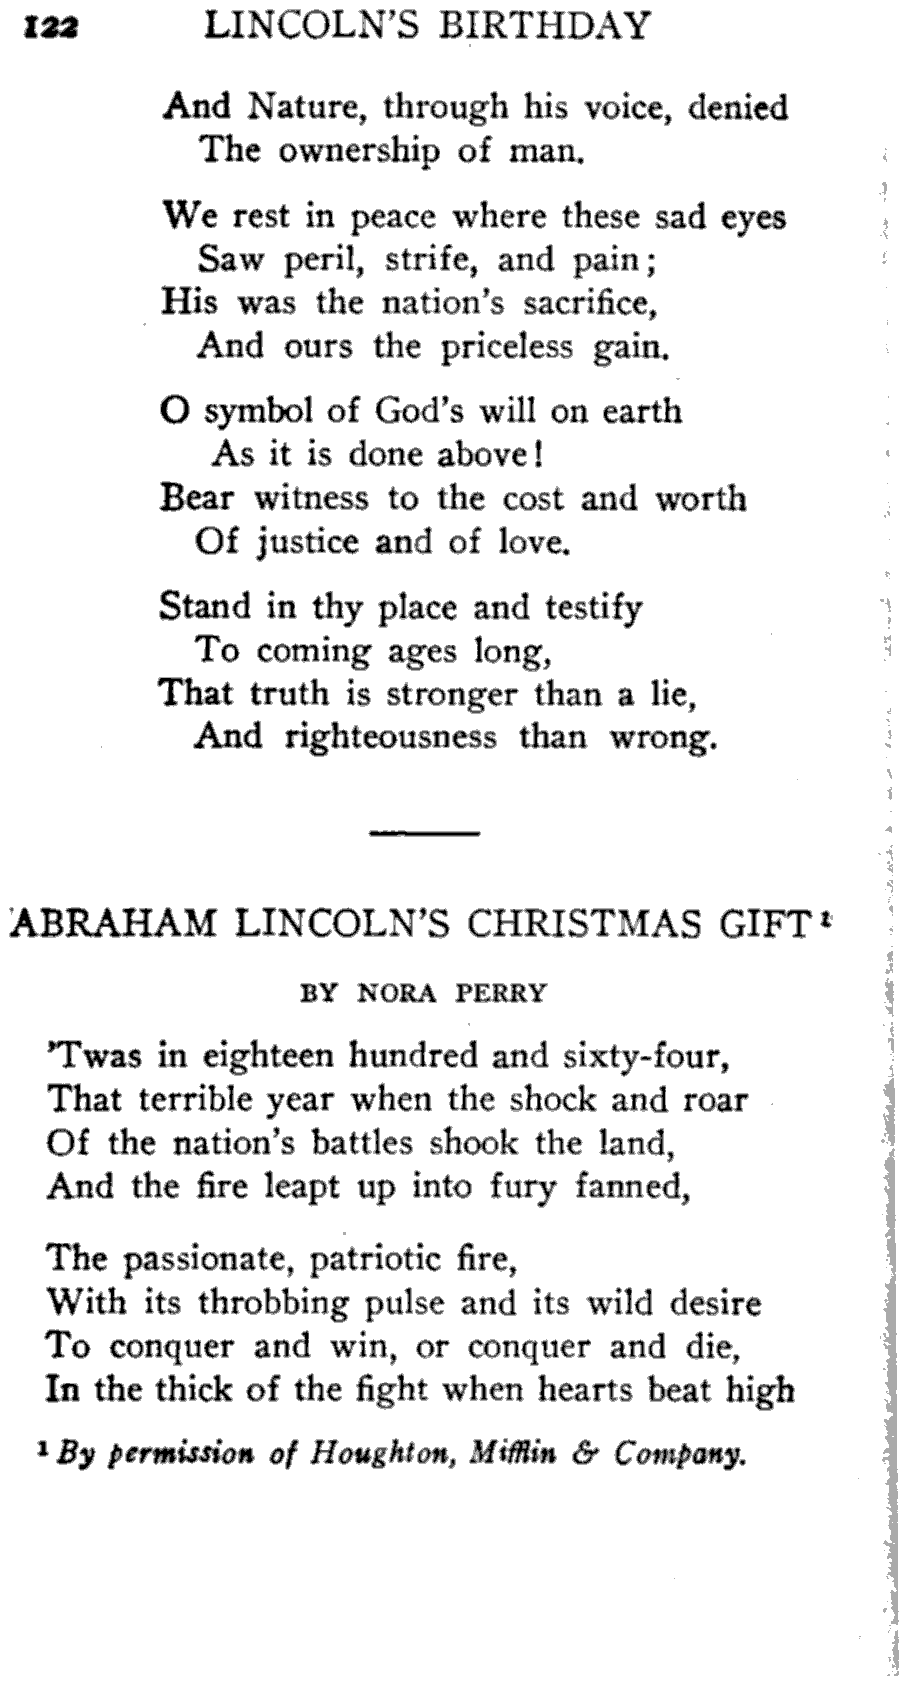 122 LINCOLN'S BIRTHDAY
And Nature, through his voice, denied
The ownership of man.
We rest in peace where these sad eyes
Saw peril, strife, and pain;
His was the nation's sacrifice,
And ours the priceless gain.
O symbol of God's will on earth
As it is done above!
Bear witness to the cost and worth
Of justice and of love.
Stand in thy place and testify
To coming ages long,
That truth is stronger than a lie,
And righteousness than wrong.
ABRAHAM LINCOLN'S CHRISTMAS GIFT¹
BY NORA PERRY
'Twas in eighteen hundred and sixty-four,
That terrible year when the shock and roar
Of the nation's battles shook the land,
And the fire leapt up into fury fanned,
The passionate, patriotic fire,
With its throbbing pulse and its wild desire
To conquer and win, or conquer and die,
In the thick of the fight when hearts beat high
¹ By permission of Houghton, Mifflin & Company.